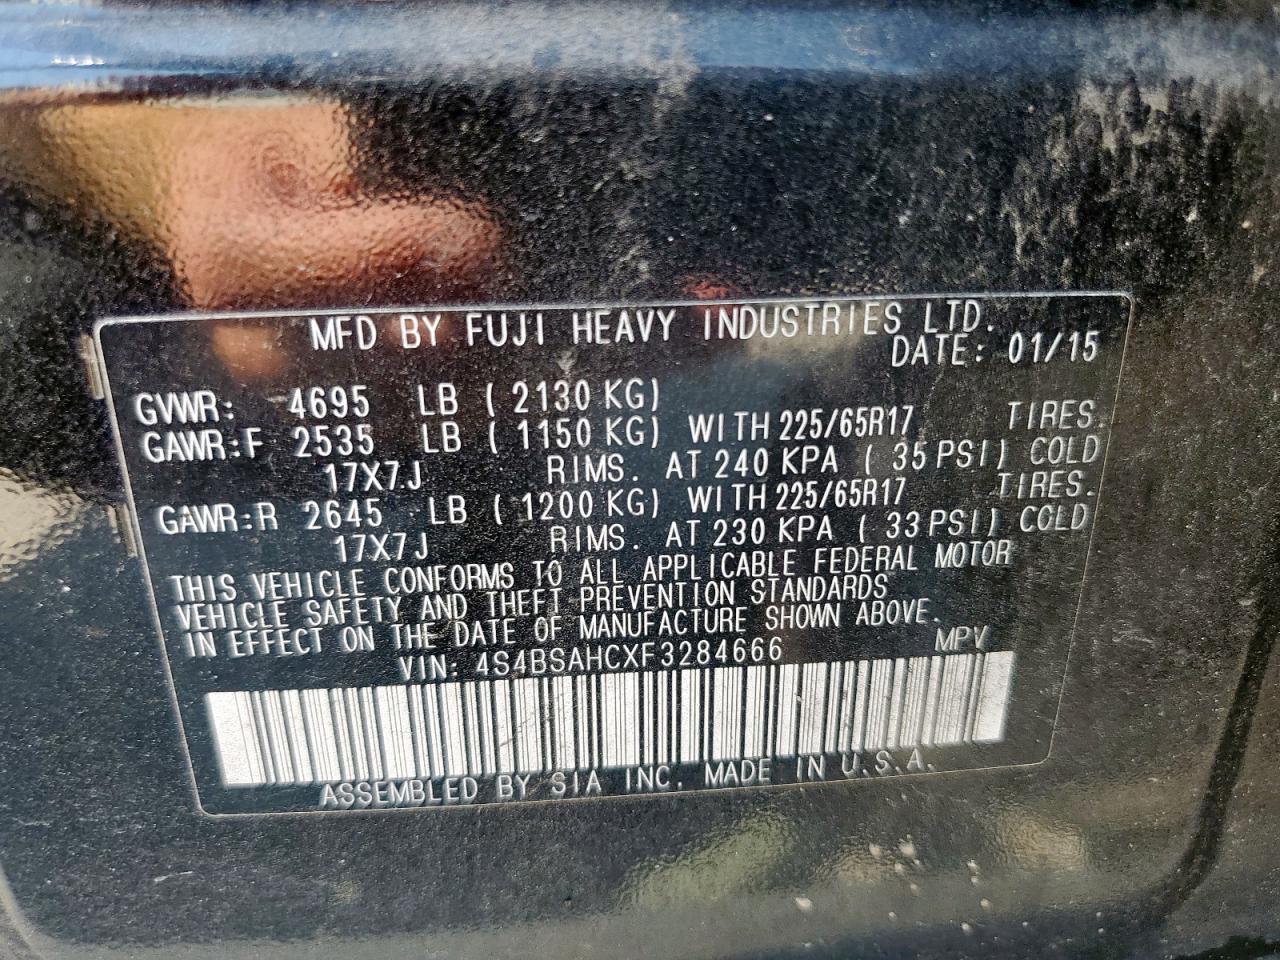 MFD BY FUJI HEAVY INDUSTRIES LTD.
DATE: 01/15
GVWR: 4695 LB ( 2130 KG)
GAWR:F 2535 LB ( 1150 KG) WITH 225/65R17 TIRES.
17X7J RIMS. AT 240 KPA ( 35 PSI) COLD
GAWR:R 2645 LB ( 1200 KG) WITH 225/65R17 TIRES.
17X7J RIMS. AT 230 KPA ( 33 PSI) COLD
THIS VEHICLE CONFORMS TO ALL APPLICABLE FEDERAL MOTOR
VEHICLE SAFETY AND THEFT PREVENTION STANDARDS
IN EFFECT ON THE DATE OF MANUFACTURE SHOWN ABOVE.
VIN: 4S4BSAHCXF3284666 MPV
ASSEMBLED BY SIA INC. MADE IN U.S.A.